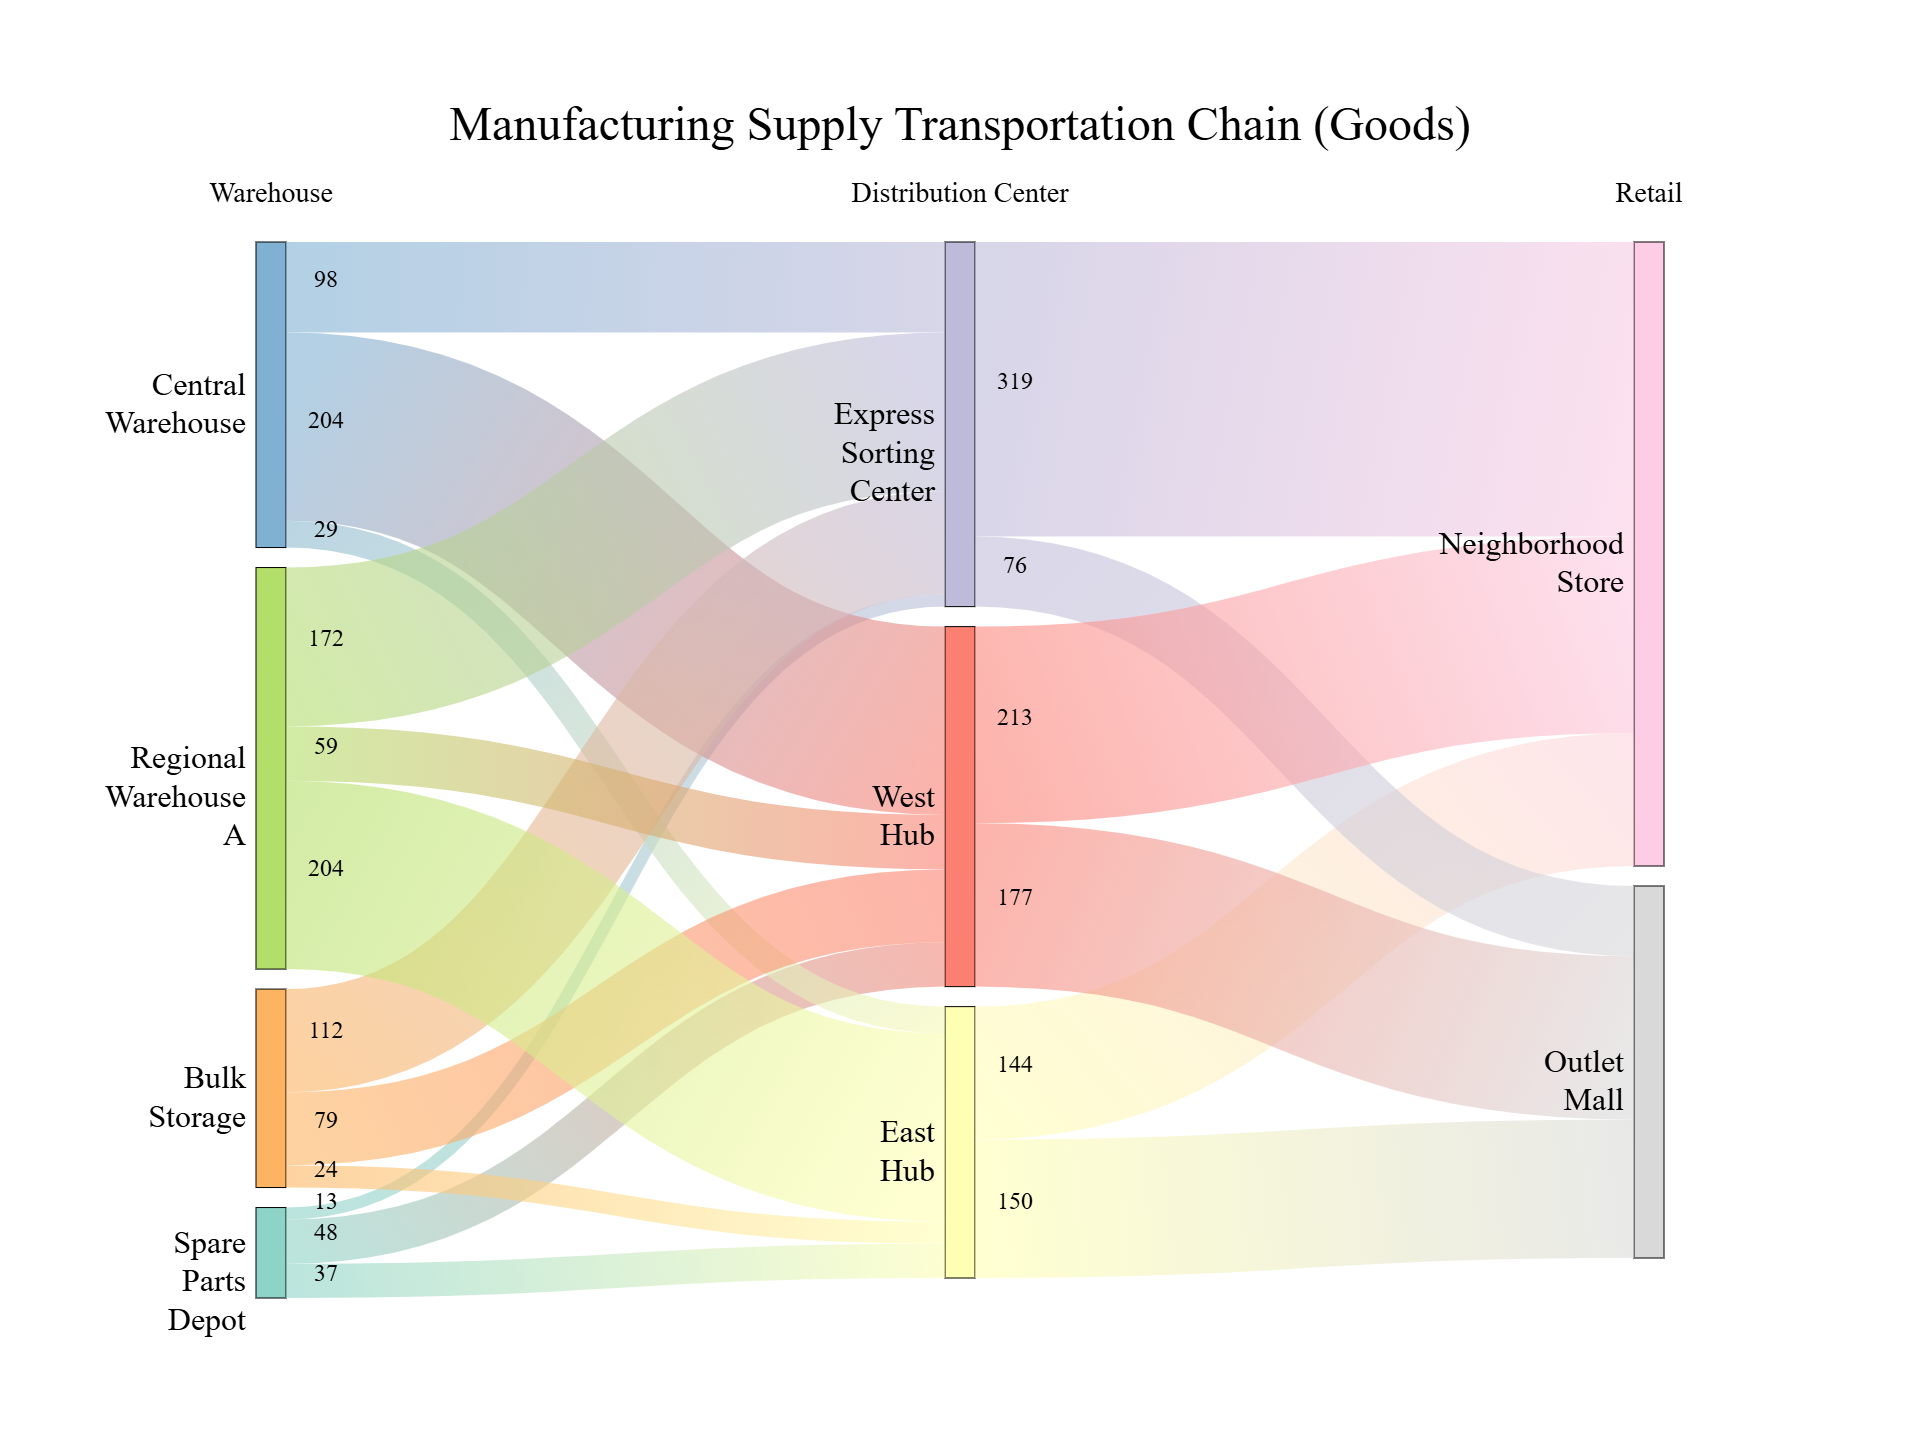 Manufacturing Supply Transportation Chain (Goods)
Warehouse
Distribution Center
Retail
98
Central
Warehouse
204
29
172
Regional
Warehouse
A
59
204
112
Bulk
Storage
79
24
13
48
Spare
Parts
Depot
37
Express
Sorting
Center
319
76
West
Hub
213
177
East
Hub
144
150
Neighborhood
Store
Outlet
Mall